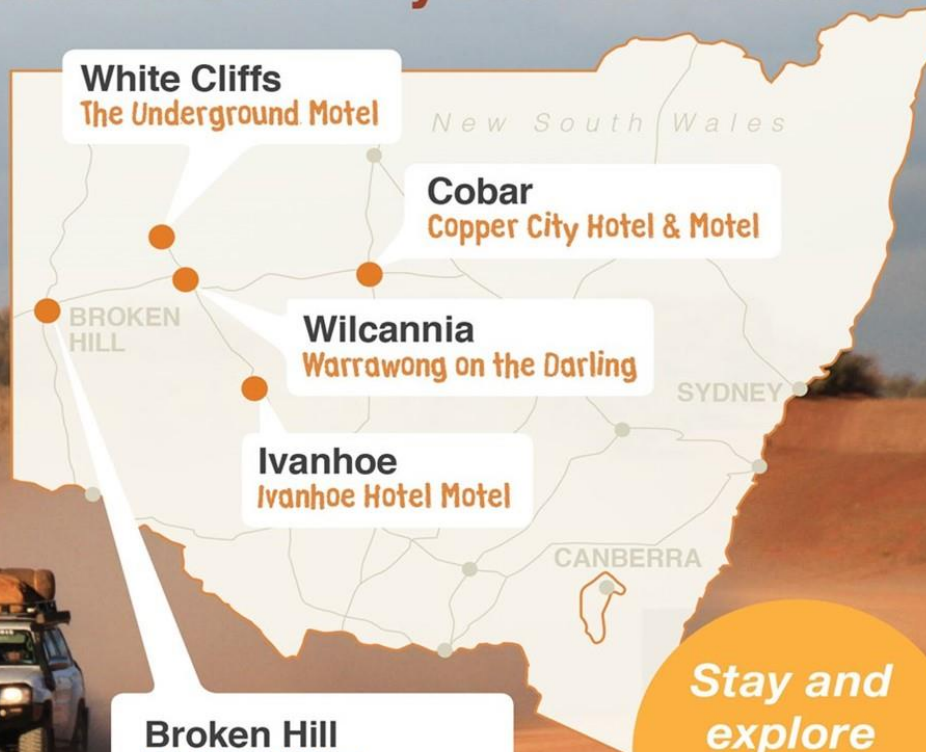 White Cliffs
The Underground Motel
New South Wales
Cobar
Copper City Hotel & Motel
BROKEN
HILL
Wilcannia
Warrawong on the Darling
SYDNEY
Ivanhoe
Ivanhoe Hotel Motel
CANBERRA
Stay and
explore
Broken Hill